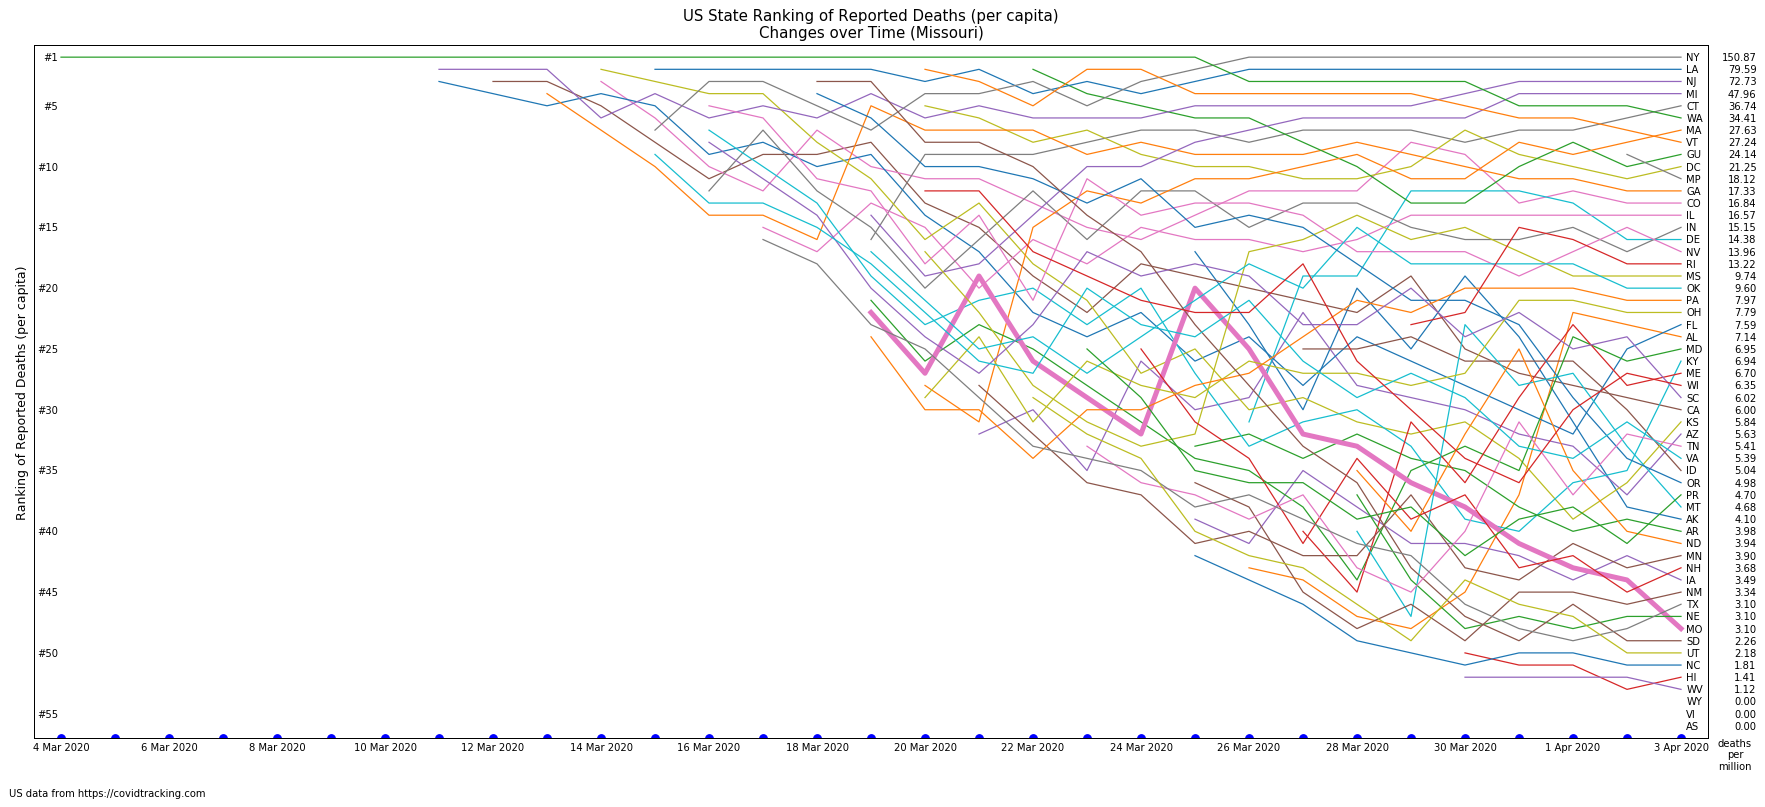 US State Ranking of Reported Deaths (per capita)
Changes over Time (Missouri)
Ranking of Reported Deaths (per capita)
#1
#5
#10
#15
#20
#25
#30
#35
#40
#45
#50
#55
NY 150.87
LA 79.59
NJ 72.73
MI 47.96
CT 36.74
WA 34.41
MA 27.63
VT 27.24
GU 24.14
DC 21.25
MP 18.12
GA 17.33
CO 16.84
IL 16.57
IN 15.15
DE 14.38
NV 13.96
RI 13.22
MS 9.74
OK 9.60
PA 7.97
OH 7.79
FL 7.59
AL 7.14
MD 6.95
KY 6.94
ME 6.70
WI 6.35
SC 6.02
CA 6.00
KS 5.84
AZ 5.63
TN 5.41
VA 5.39
ID 5.04
OR 4.98
PR 4.70
MT 4.68
AK 4.10
AR 3.98
ND 3.94
MN 3.90
NH 3.68
IA 3.49
NM 3.34
TX 3.10
NE 3.10
MO 3.10
SD 2.26
UT 2.18
NC 1.81
HI 1.41
WV 1.12
WY 0.00
VI 0.00
AS 0.00
4 Mar 2020 6 Mar 2020 8 Mar 2020 10 Mar 2020 12 Mar 2020 14 Mar 2020 16 Mar 2020 18 Mar 2020 20 Mar 2020 22 Mar 2020 24 Mar 2020 26 Mar 2020 28 Mar 2020 30 Mar 2020 1 Apr 2020 3 Apr 2020
deaths
per
million
US data from https://covidtracking.com